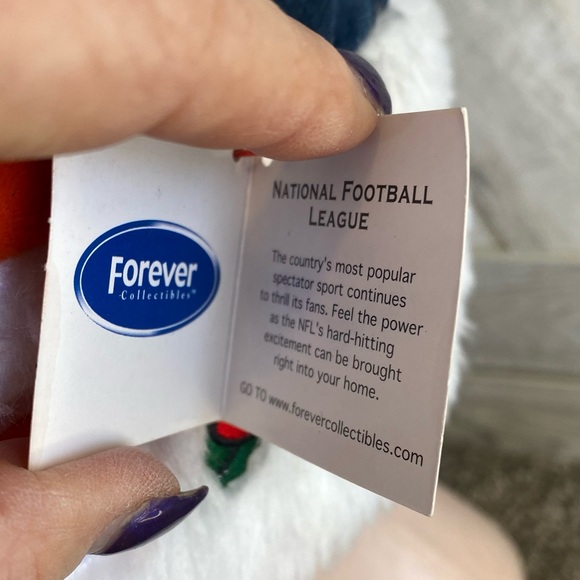 Forever
Collectibles™
NATIONAL FOOTBALL
LEAGUE
The country's most popular
spectator sport continues
to thrill its fans. Feel the power
as the NFL's hard-hitting
excitement can be brought
right into your home.
GO TO www.forevercollectibles.com